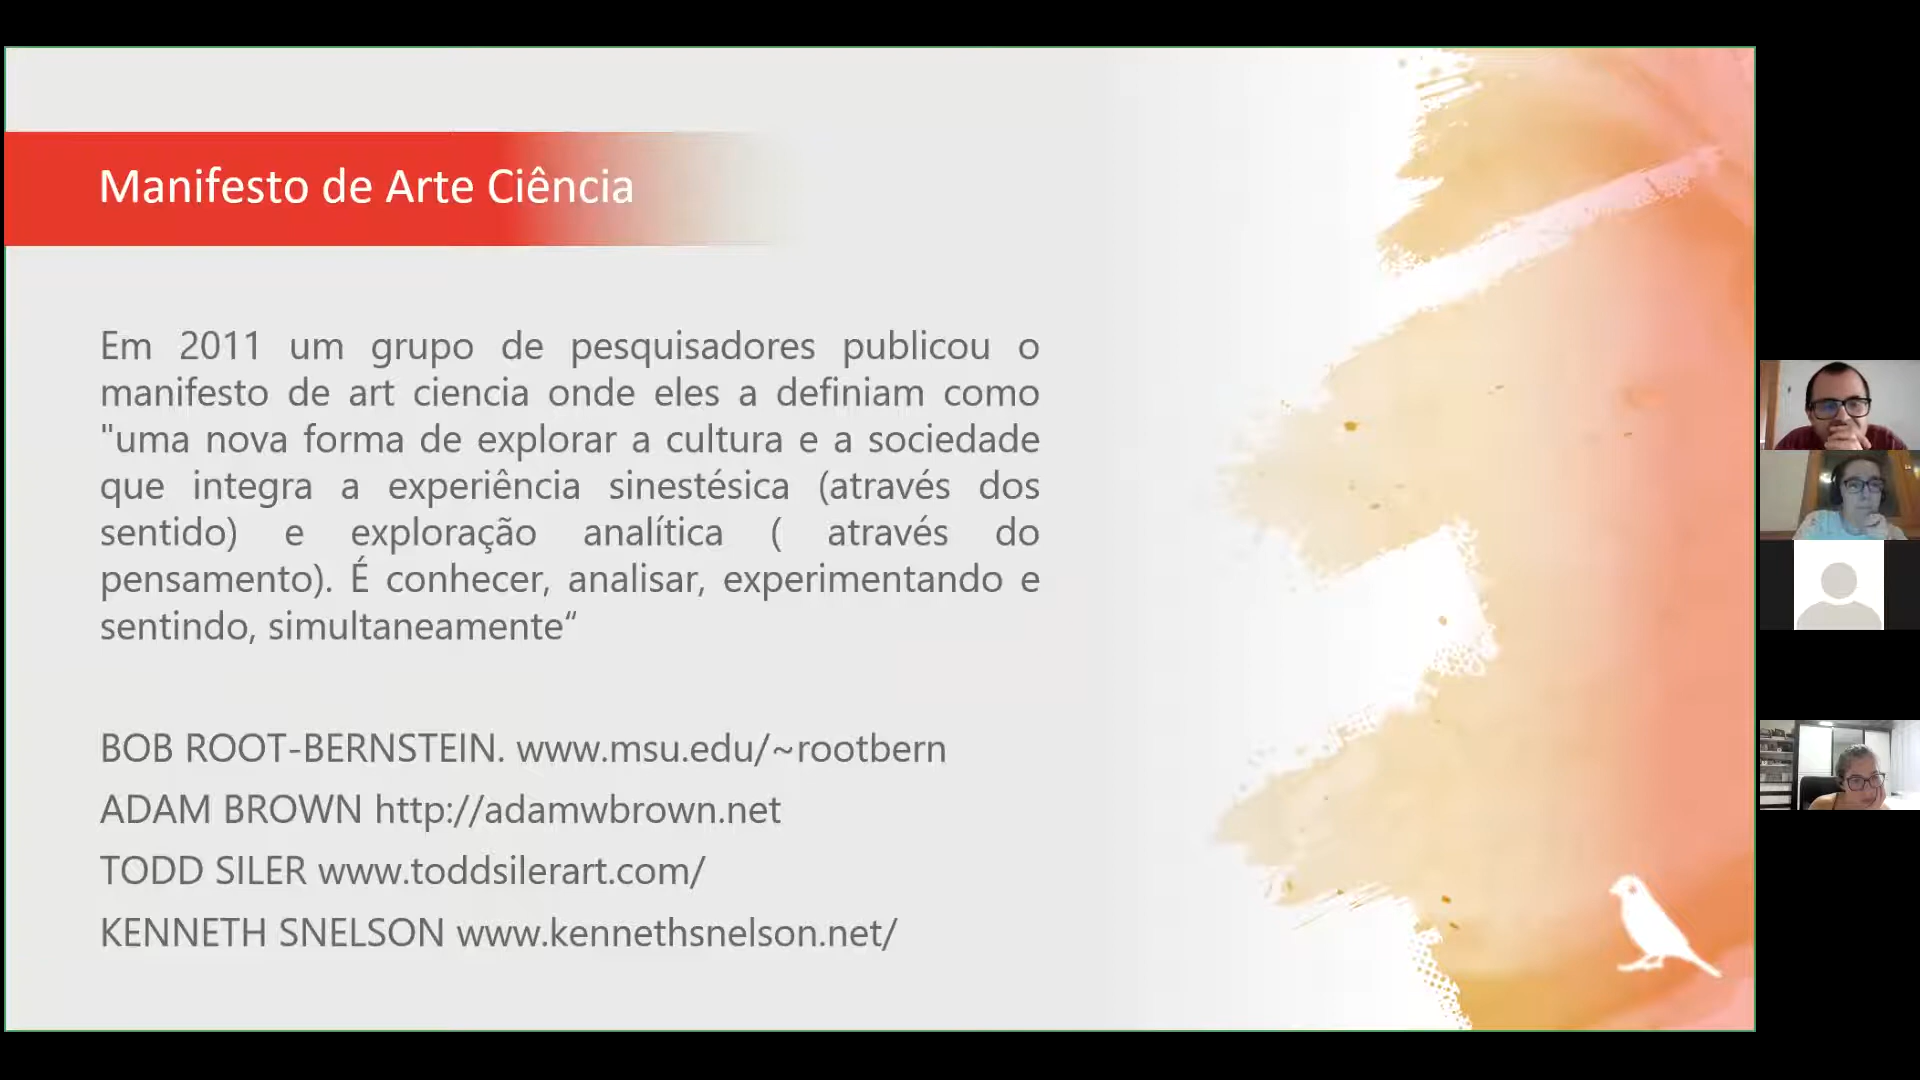 Manifesto de Arte Ciência
Em 2011 um grupo de pesquisadores publicou o
manifesto de art ciencia onde eles a definiam como
"uma nova forma de explorar a cultura e a sociedade
que integra a experiência sinestésica (através dos
sentido) e exploração analítica ( através do
pensamento). É conhecer, analisar, experimentando e
sentindo, simultaneamente“
BOB ROOT-BERNSTEIN. www.msu.edu/~rootbern
ADAM BROWN http://adamwbrown.net
TODD SILER www.toddsilerart.com/
KENNETH SNELSON www.kennethsnelson.net/